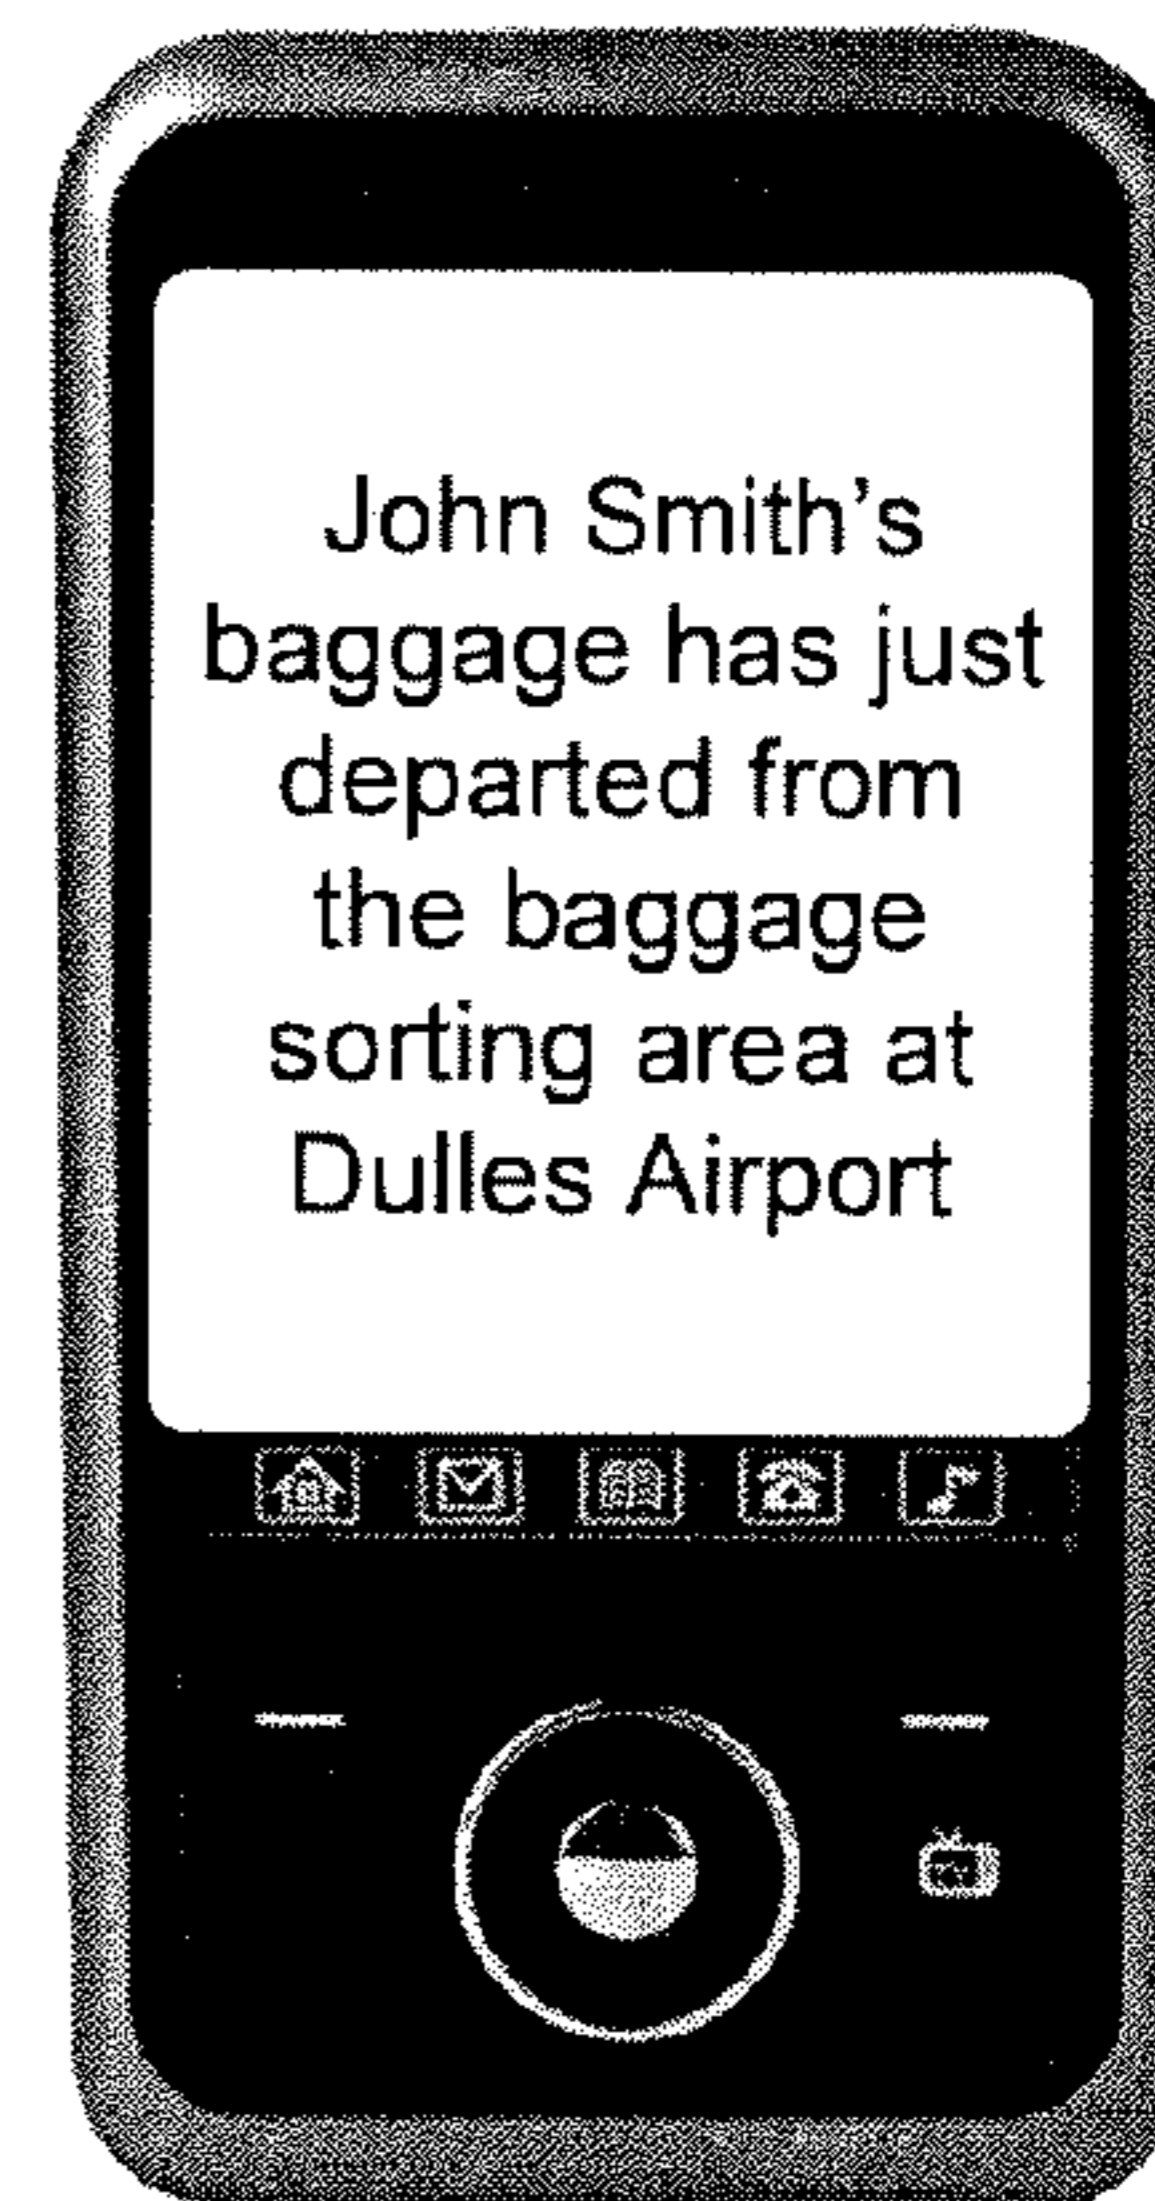 John Smith’s
baggage has just
departed from
the baggage
sorting area at
Dulles Airport